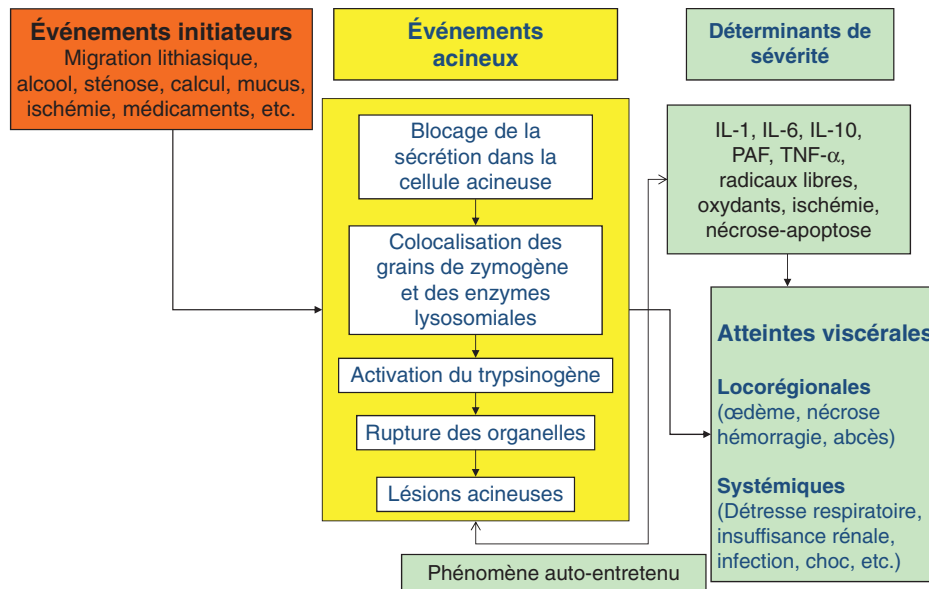 Événements initiateurs
Migration lithiasique,
alcool, sténose, calcul, mucus,
ischémie, médicaments, etc.
Événements
acineux
Blocage de la
sécrétion dans la
cellule acineuse
Colocalisation des
grains de zymogène
et des enzymes
lysosomiales
Activation du trypsinogène
Rupture des organelles
Lésions acineuses
Déterminants de
sévérité
IL-1, IL-6, IL-10,
PAF, TNF-α,
radicaux libres,
oxydants, ischémie,
nécrose-apoptose
Atteintes viscérales
Locorégionales
(œdème, nécrose
hémorragie, abcès)
Systémiques
(Détresse respiratoire,
insuffisance rénale,
infection, choc, etc.)
Phénomène auto-entretenu